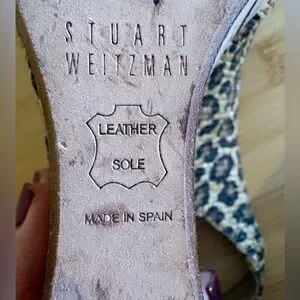 STUART
WEITZMAN
LEATHER
SOLE
MADE IN SPAIN